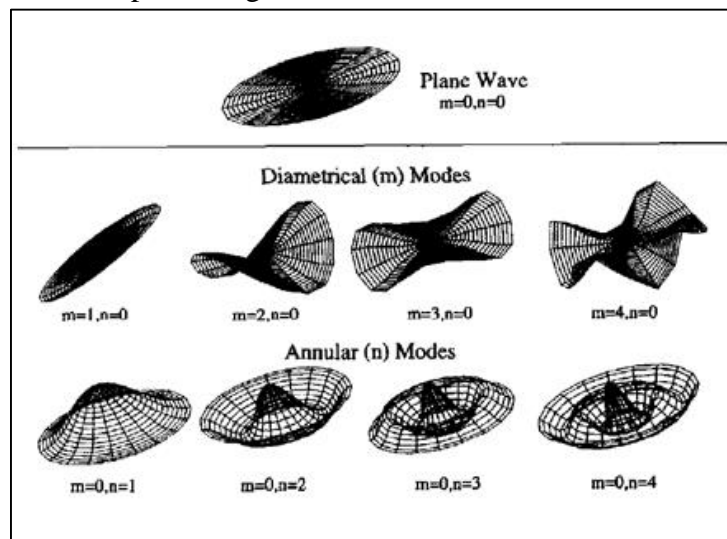 Plane Wave
m=0,n=0
Diametrical (m) Modes
m=1,n=0
m=2,n=0
m=3,n=0
m=4,n=0
Annular (n) Modes
m=0,n=1
m=0,n=2
m=0,n=3
m=0,n=4